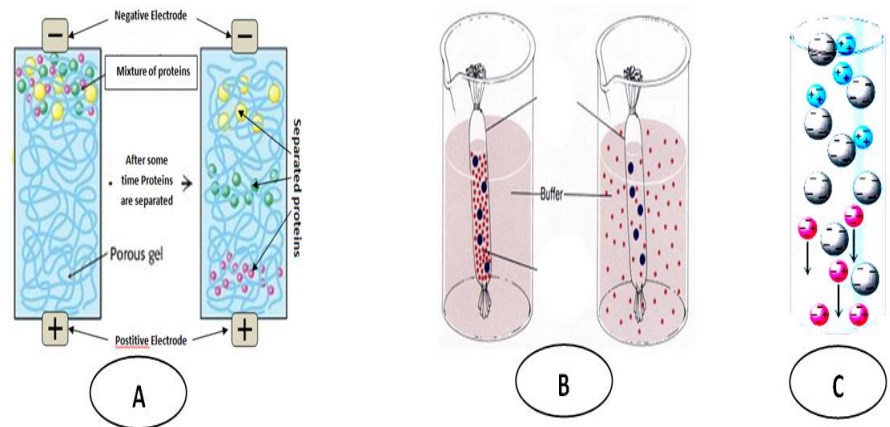 Negative Electrode
Mixture of proteins
After some
time Proteins
are separated
Porous gel
Separated proteins
Postitive Electrode
A
Buffer
B
C